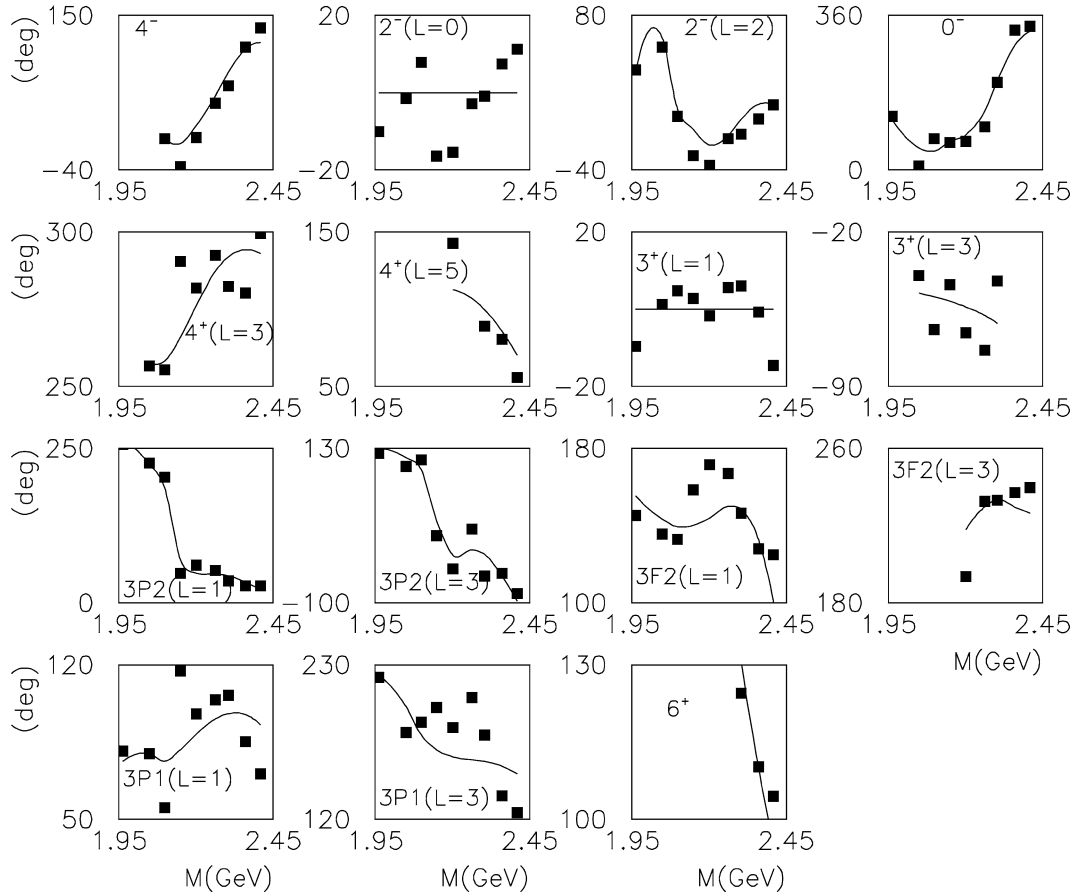 (deg) 150 4⁻ -40 1.95 2.45
20 2⁻(L=0) -20 1.95 2.45
80 2⁻(L=2) -40 1.95 2.45
360 0⁻ 0 1.95 2.45
(deg) 300 4⁺(L=3) 250 1.95 2.45
150 4⁺(L=5) 50 1.95 2.45
20 3⁺(L=1) -20 1.95 2.45
-20 3⁺(L=3) -90 1.95 2.45
(deg) 250 3P2(L=1) 0 1.95 2.45
130 3P2(L=3) -100 1.95 2.45
180 3F2(L=1) 100 1.95 2.45
260 3F2(L=3) 180 1.95 2.45
M(GeV)
(deg) 120 3P1(L=1) 50 1.95 2.45
M(GeV)
230 3P1(L=3) 120 1.95 2.45
M(GeV)
130 6⁺ 100 1.95 2.45
M(GeV)